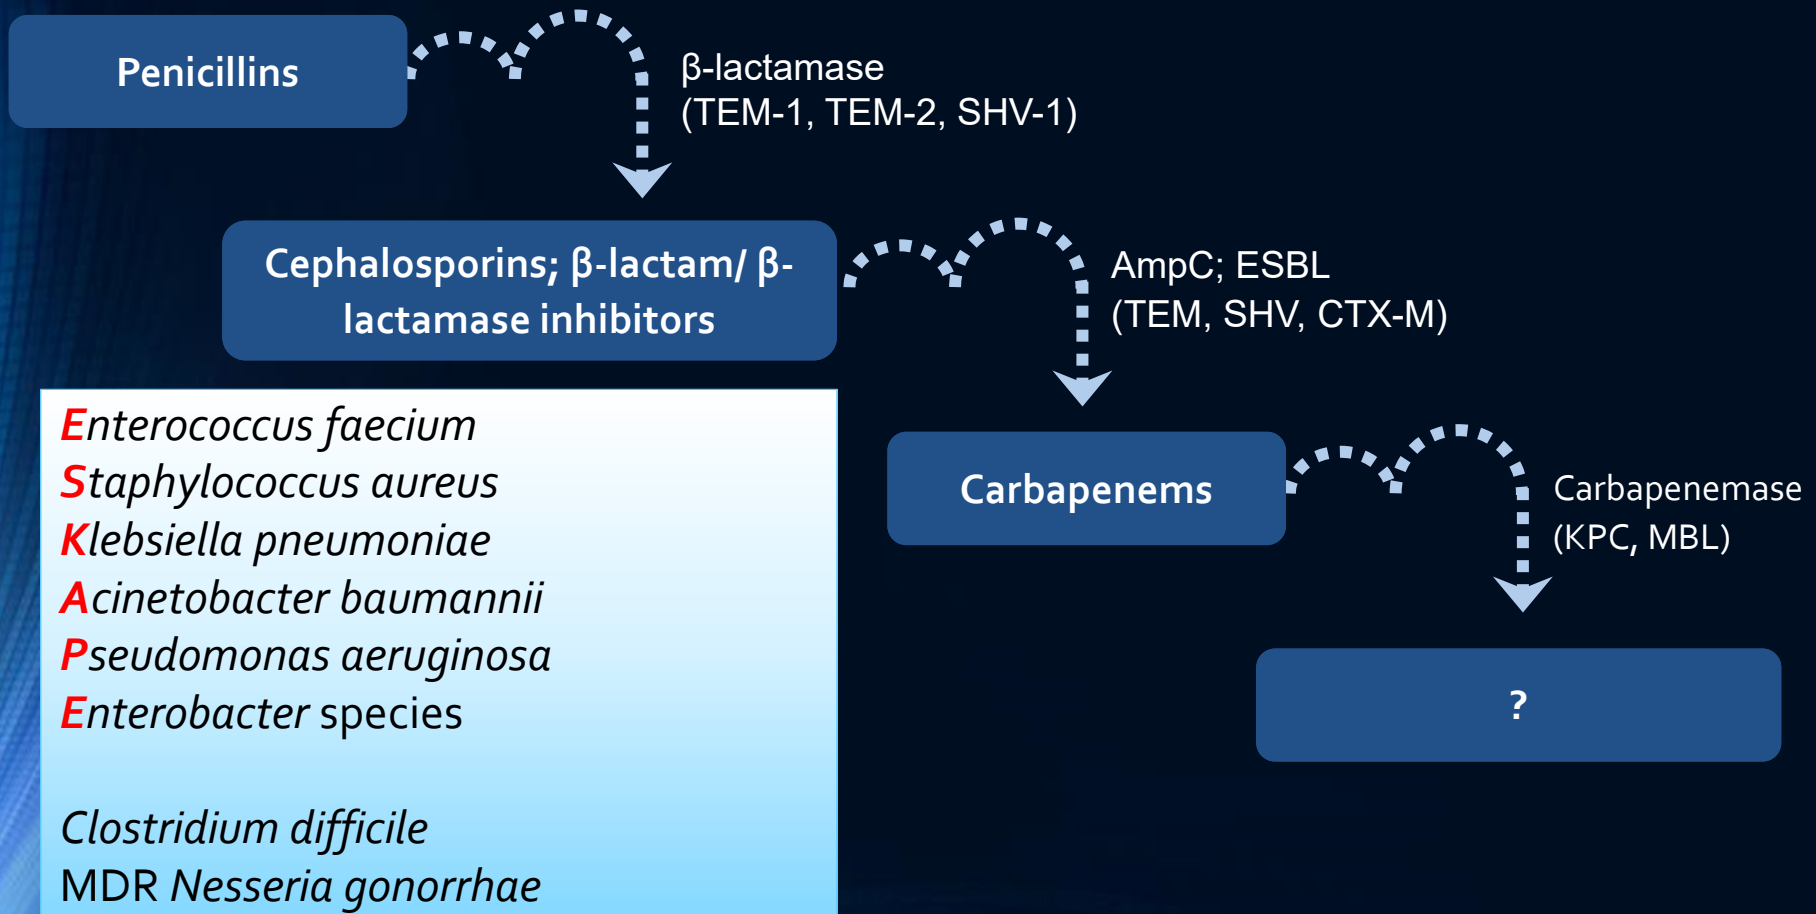 Penicillins
β-lactamase
(TEM-1, TEM-2, SHV-1)
Cephalosporins; β-lactam/ β-
lactamase inhibitors
AmpC; ESBL
(TEM, SHV, CTX-M)
Carbapenems
Carbapenemase
(KPC, MBL)
?
Enterococcus faecium
Staphylococcus aureus
Klebsiella pneumoniae
Acinetobacter baumannii
Pseudomonas aeruginosa
Enterobacter species
Clostridium difficile
MDR Nesseria gonorrhae